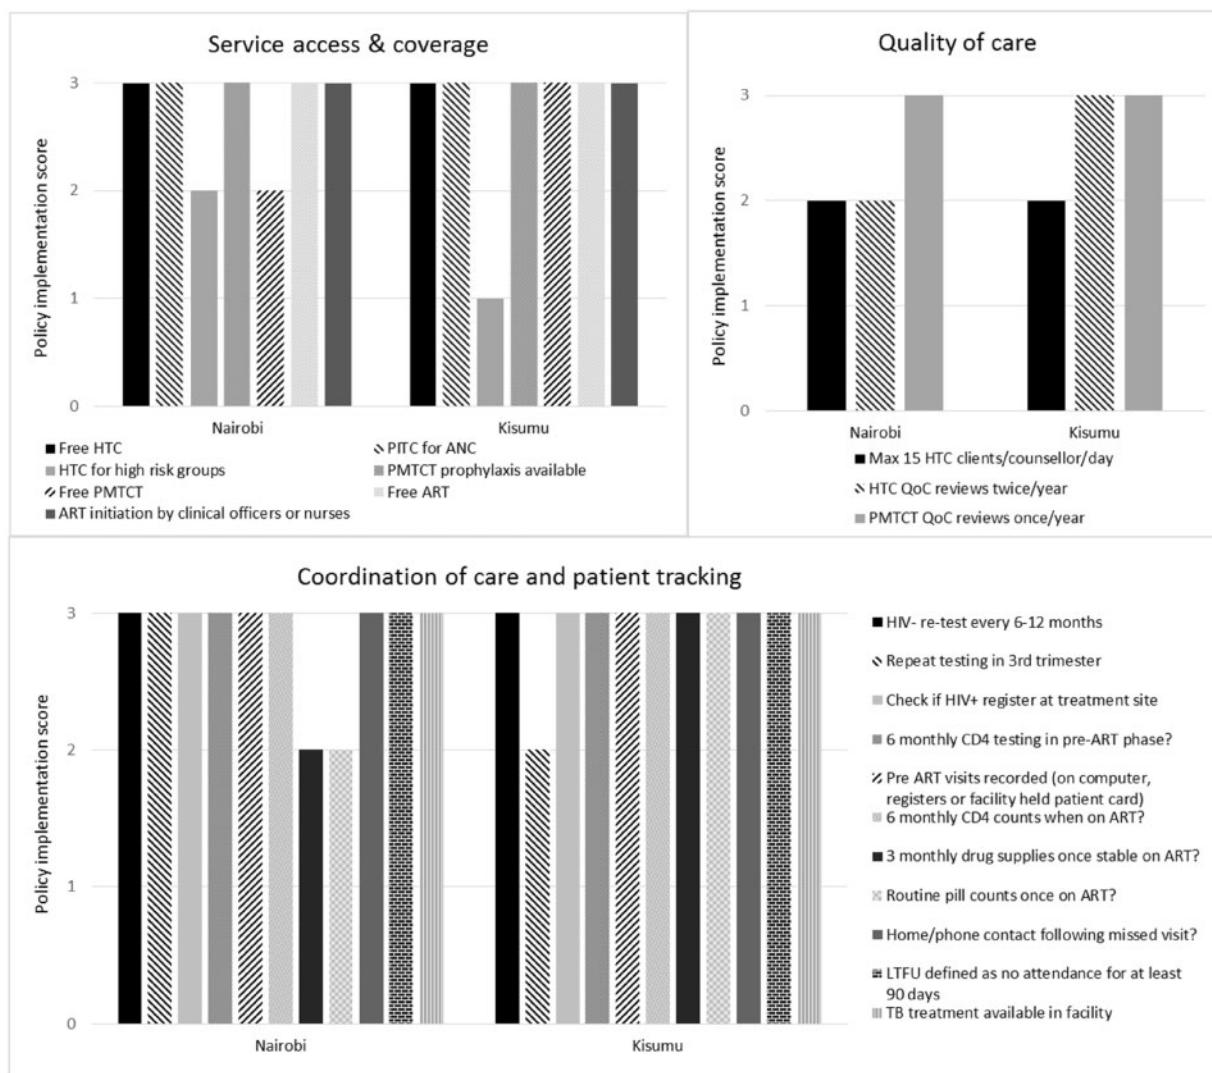 Service access & coverage
Policy implementation score
3
2
1
0
Nairobi
Kisumu
Free HTC
PITC for ANC
HTC for high risk groups
PMTCT prophylaxis available
Free PMTCT
Free ART
ART initiation by clinical officers or nurses
Quality of care
Policy implementation score
3
2
1
0
Nairobi
Kisumu
Max 15 HTC clients/counsellor/day
HTC QoC reviews twice/year
PMTCT QoC reviews once/year
Coordination of care and patient tracking
Policy implementation score
3
2
1
0
Nairobi
Kisumu
HIV- re-test every 6-12 months
Repeat testing in 3rd trimester
Check if HIV+ register at treatment site
6 monthly CD4 testing in pre-ART phase?
Pre ART visits recorded (on computer,
registers or facility held patient card)
6 monthly CD4 counts when on ART?
3 monthly drug supplies once stable on ART?
Routine pill counts once on ART?
Home/phone contact following missed visit?
LTFU defined as no attendance for at least
90 days
TB treatment available in facility